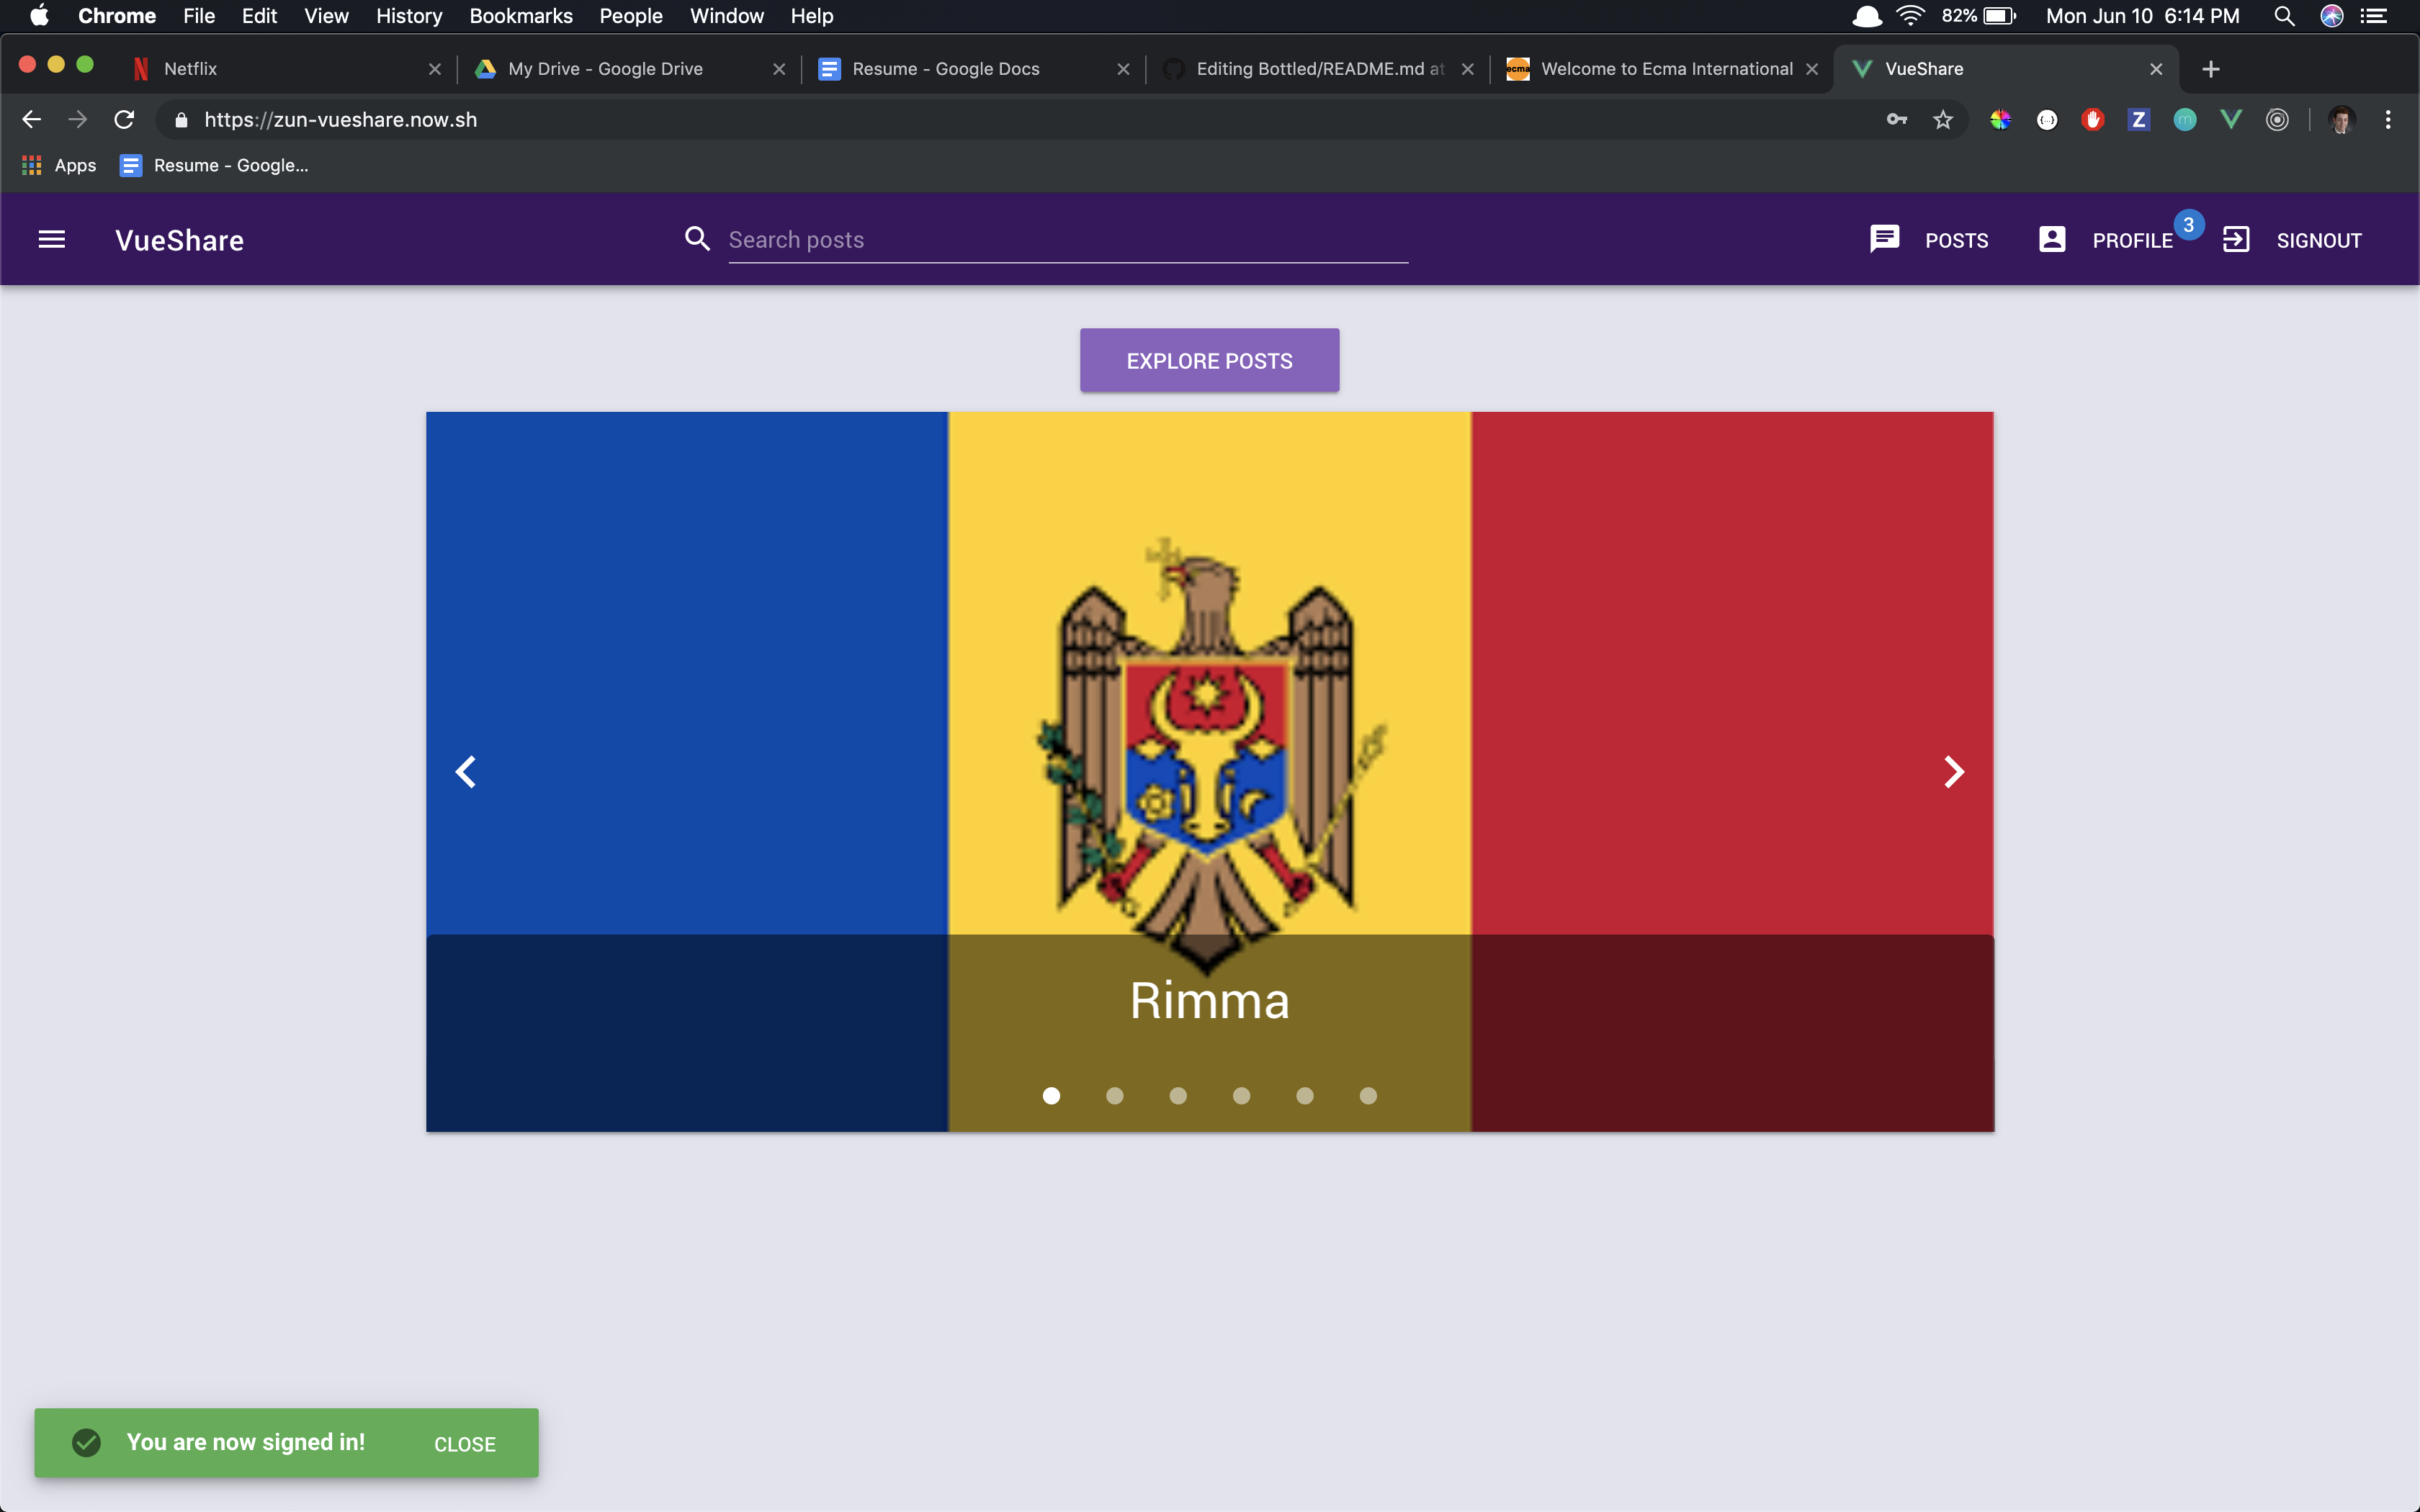 Chrome File Edit View History Bookmarks People Window Help 82% Mon Jun 10 6:14 PM
Netflix My Drive - Google Drive Resume - Google Docs Editing Bottled/README.md at ecma Welcome to Ecma International VueShare
https://zun-vueshare.now.sh {...} Z m
Apps Resume - Google...
VueShare Search posts POSTS PROFILE 3 SIGNOUT
EXPLORE POSTS
Rimma
You are now signed in! CLOSE